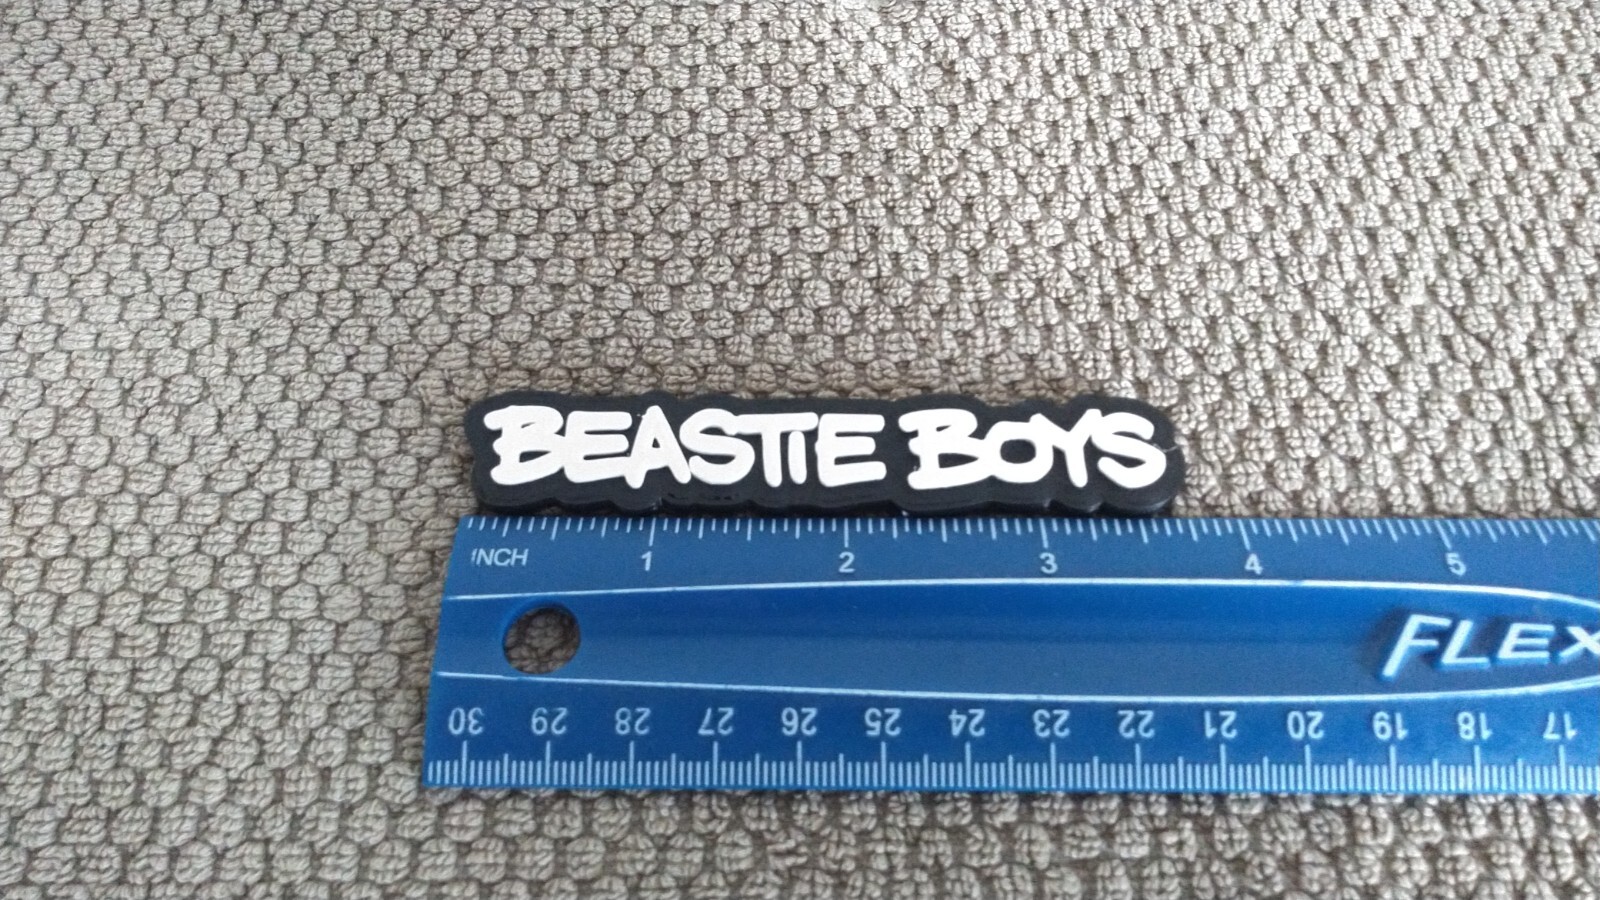 BEASTIE BOYS
INCH 1 2 3 4 5
FLEX
30 29 28 27 26 25 24 23 22 21 20 19 18 17